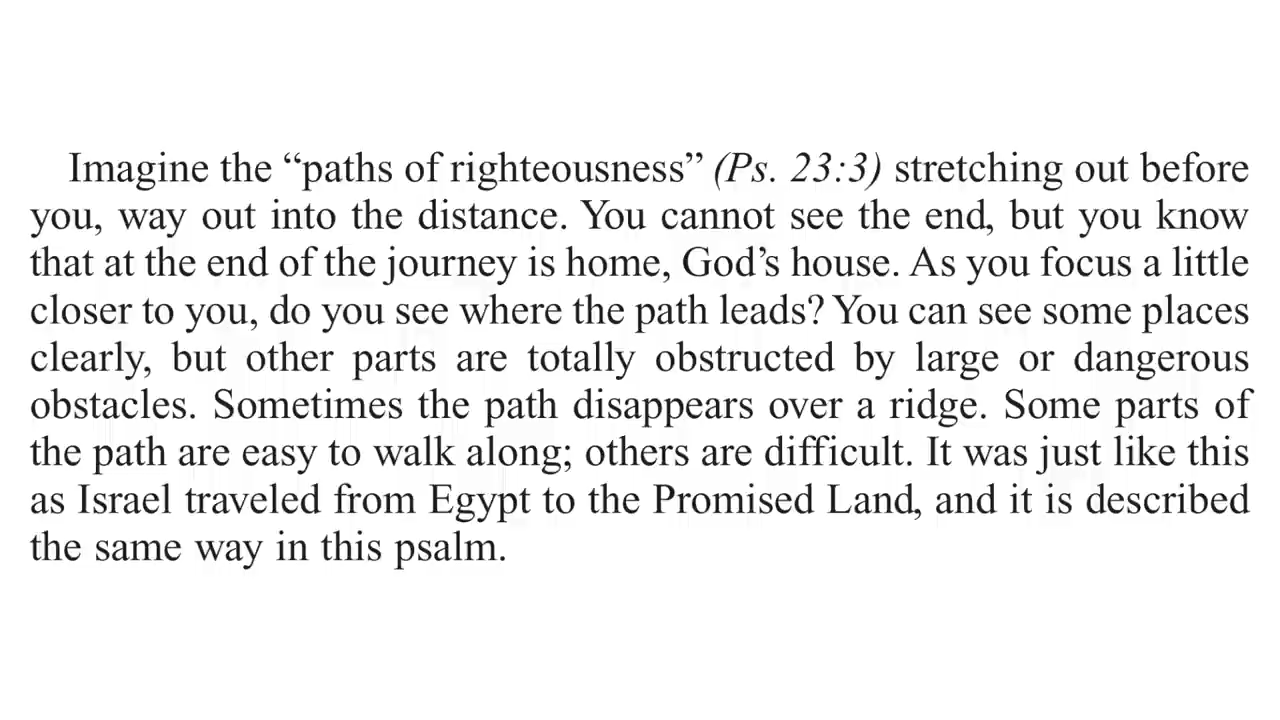 Imagine the “paths of righteousness” (Ps. 23:3) stretching out before
you, way out into the distance. You cannot see the end, but you know
that at the end of the journey is home, God’s house. As you focus a little
closer to you, do you see where the path leads? You can see some places
clearly, but other parts are totally obstructed by large or dangerous
obstacles. Sometimes the path disappears over a ridge. Some parts of
the path are easy to walk along; others are difficult. It was just like this
as Israel traveled from Egypt to the Promised Land, and it is described
the same way in this psalm.